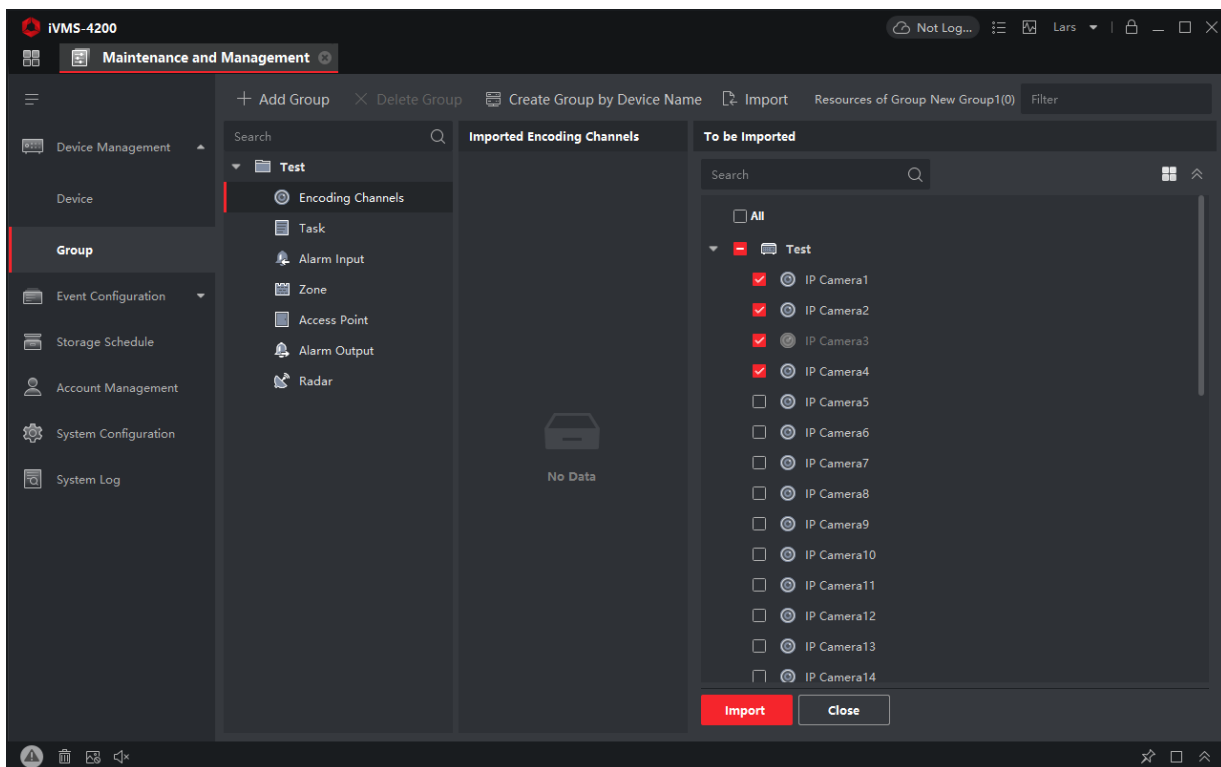 iVMS-4200
Not Log...
Lars
Maintenance and Management
Add Group
Delete Group
Create Group by Device Name
Import
Resources of Group New Group1(0)
Filter
Device Management
Device
Group
Event Configuration
Storage Schedule
Account Management
System Configuration
System Log
Search
Test
Encoding Channels
Task
Alarm Input
Zone
Access Point
Alarm Output
Radar
Imported Encoding Channels
No Data
To be Imported
Search
All
Test
IP Camera1
IP Camera2
IP Camera3
IP Camera4
IP Camera5
IP Camera6
IP Camera7
IP Camera8
IP Camera9
IP Camera10
IP Camera11
IP Camera12
IP Camera13
IP Camera14
Import
Close